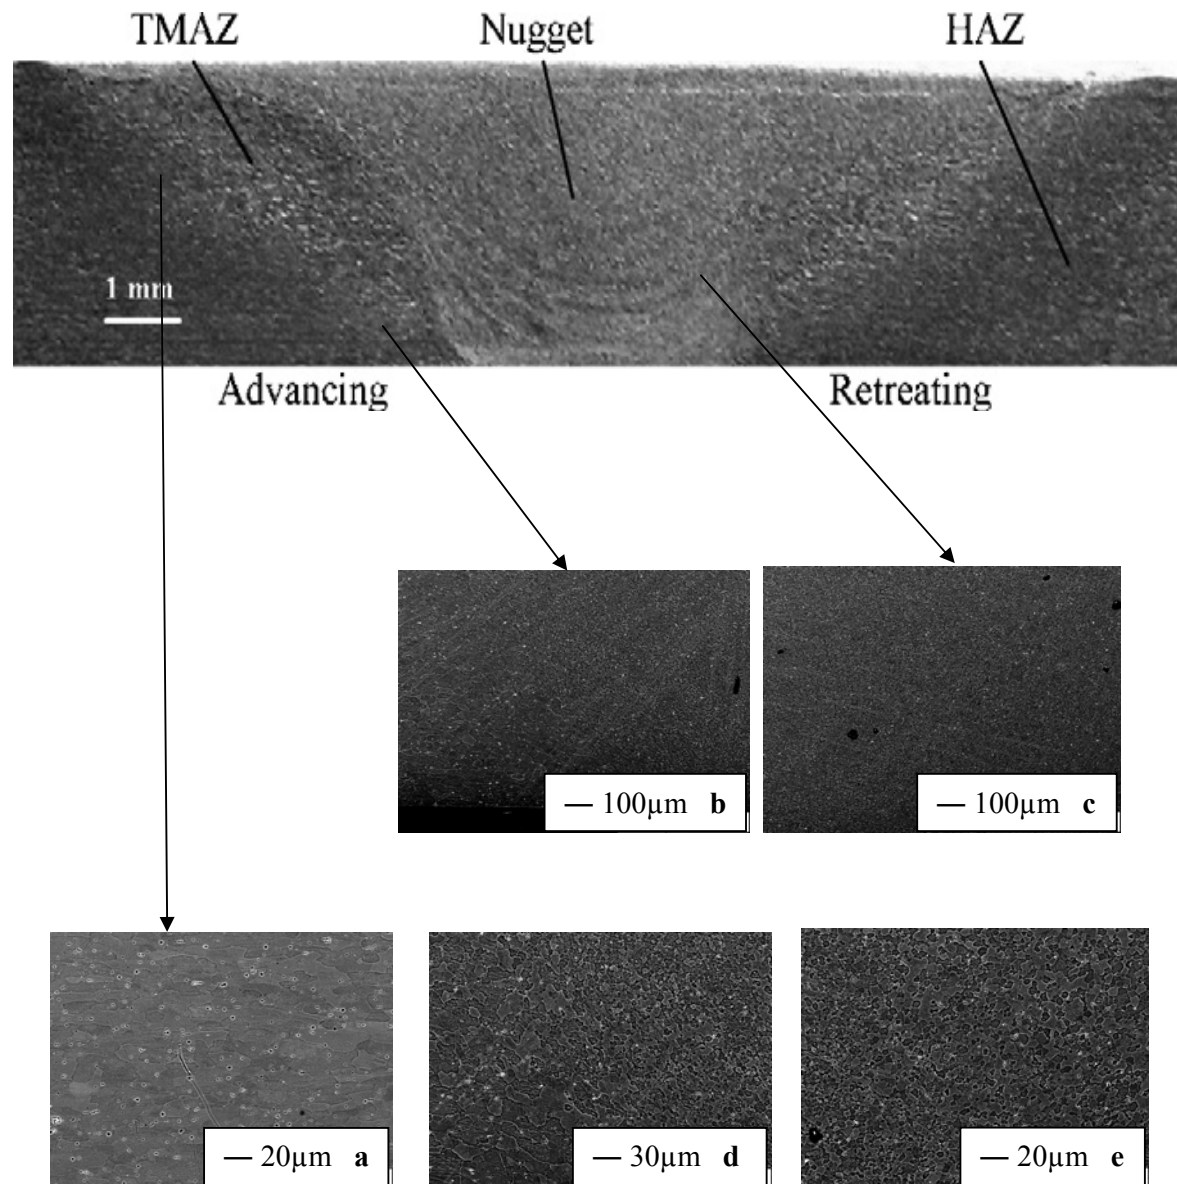 TMAZ Nugget HAZ
1 mm
Advancing Retreating
— 100µm b
— 100µm c
— 20µm a
— 30µm d
— 20µm e